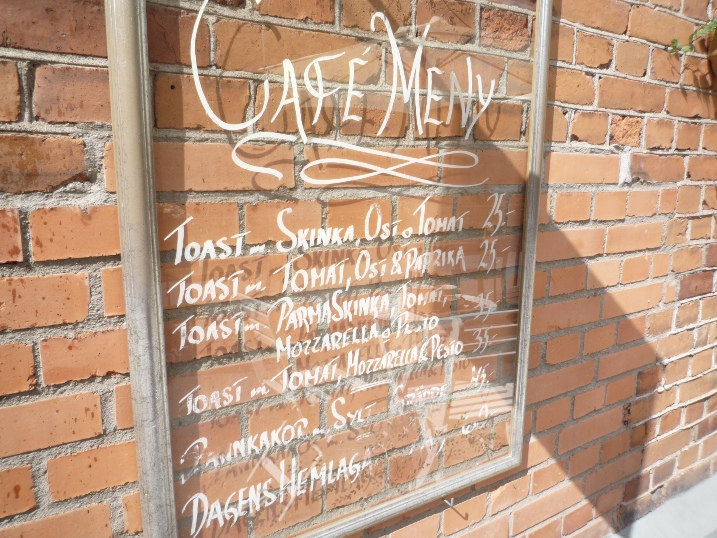 CAFÉ MENY
TOAST m SKINKA, OST o TOMAT 25:-
TOAST m TOMAT, OST & PAPRIKA 25:-
TOAST m PARMASKINKA, TOMAT,
MOZZARELLA o PESTO
TOAST m TOMAT, MOZZARELLA & PESTO 35:-
PANNKAKOR m SYLT
DAGENS HEMLAGA